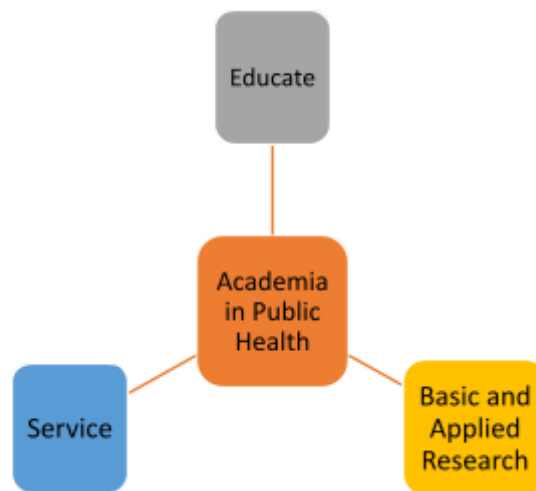 Educate
Academia
in Public
Health
Service
Basic and
Applied
Research